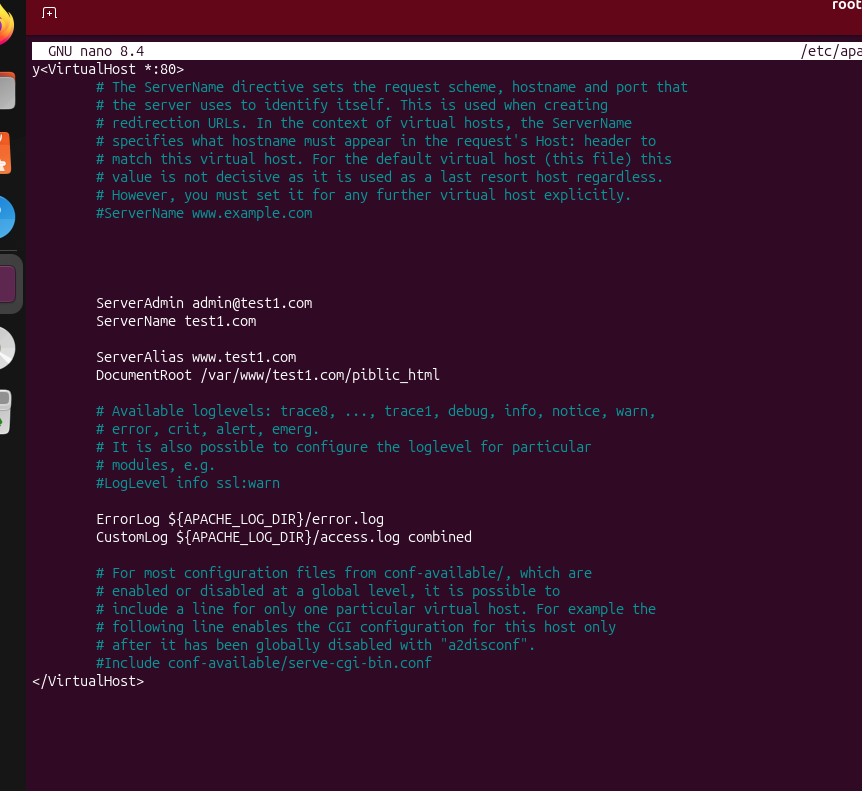 root
GNU nano 8.4 /etc/apa
y<VirtualHost *:80>
# The ServerName directive sets the request scheme, hostname and port that
# the server uses to identify itself. This is used when creating
# redirection URLs. In the context of virtual hosts, the ServerName
# specifies what hostname must appear in the request's Host: header to
# match this virtual host. For the default virtual host (this file) this
# value is not decisive as it is used as a last resort host regardless.
# However, you must set it for any further virtual host explicitly.
#ServerName www.example.com
ServerAdmin admin@test1.com
ServerName test1.com
ServerAlias www.test1.com
DocumentRoot /var/www/test1.com/piblic_html
# Available loglevels: trace8, ..., trace1, debug, info, notice, warn,
# error, crit, alert, emerg.
# It is also possible to configure the loglevel for particular
# modules, e.g.
#LogLevel info ssl:warn
ErrorLog ${APACHE_LOG_DIR}/error.log
CustomLog ${APACHE_LOG_DIR}/access.log combined
# For most configuration files from conf-available/, which are
# enabled or disabled at a global level, it is possible to
# include a line for only one particular virtual host. For example the
# following line enables the CGI configuration for this host only
# after it has been globally disabled with "a2disconf".
#Include conf-available/serve-cgi-bin.conf
</VirtualHost>